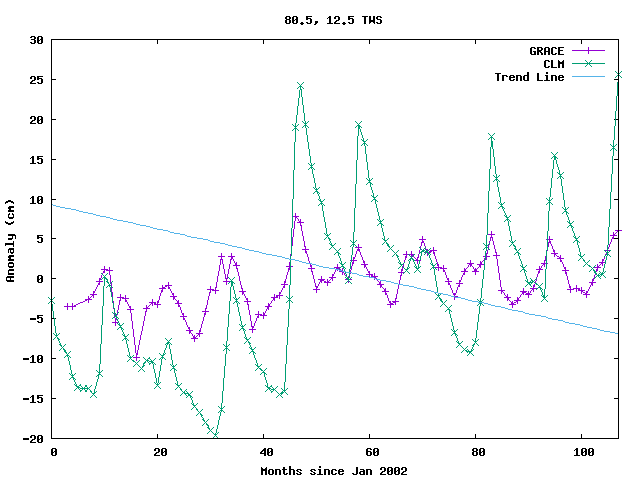 80.5, 12.5 TWS
GRACE
CLM
Trend Line
30
25
20
15
10
5
0
-5
-10
-15
-20
Anomaly (cm)
0 20 40 60 80 100
Months since Jan 2002